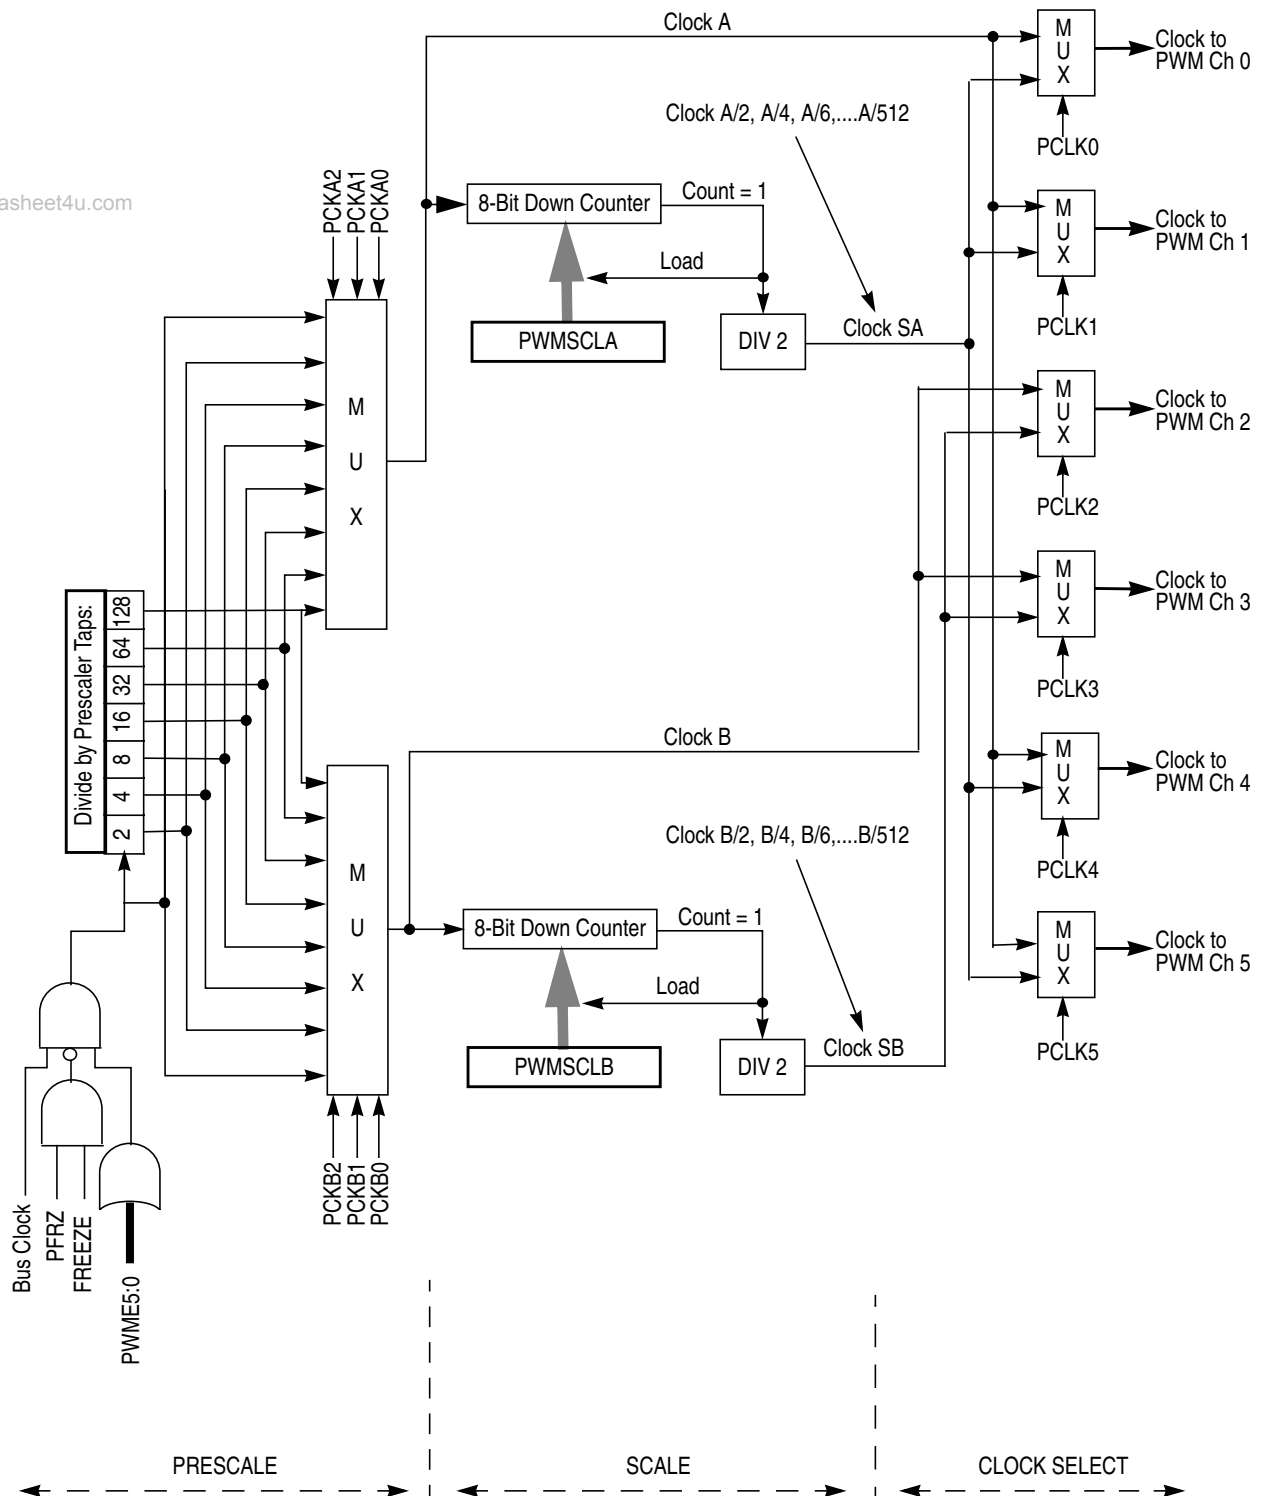 Clock A
M
U
X
Clock to
PWM Ch 0
Clock A/2, A/4, A/6,....A/512
PCLK0
asheet4u.com
PCKA2
PCKA1
PCKA0
8-Bit Down Counter
Count = 1
M
U
X
Clock to
PWM Ch 1
Load
PWMSCLA
DIV 2
Clock SA
PCLK1
M
U
X
M
U
X
Clock to
PWM Ch 2
PCLK2
M
U
X
Clock to
PWM Ch 3
PCLK3
Divide by Prescaler Taps:
128
64
32
16
8
4
2
Clock B
M
U
X
Clock to
PWM Ch 4
Clock B/2, B/4, B/6,....B/512
PCLK4
M
U
X
8-Bit Down Counter
Count = 1
M
U
X
Clock to
PWM Ch 5
Load
PWMSCLB
DIV 2
Clock SB
PCLK5
PCKB2
PCKB1
PCKB0
Bus Clock
PFRZ
FREEZE
PWME5:0
PRESCALE
SCALE
CLOCK SELECT